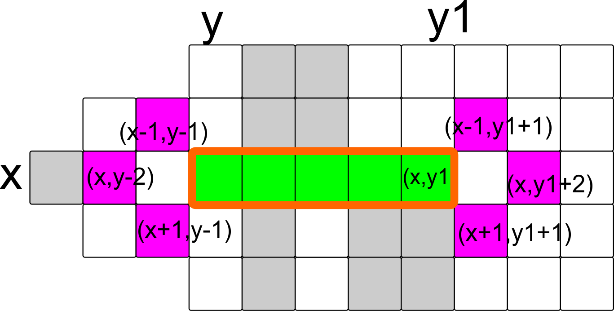 y y1
(x-1,y-1) (x-1,y1+1)
x (x,y-2) (x,y1 (x,y1+2)
(x+1,y-1) (x+1,y1+1)